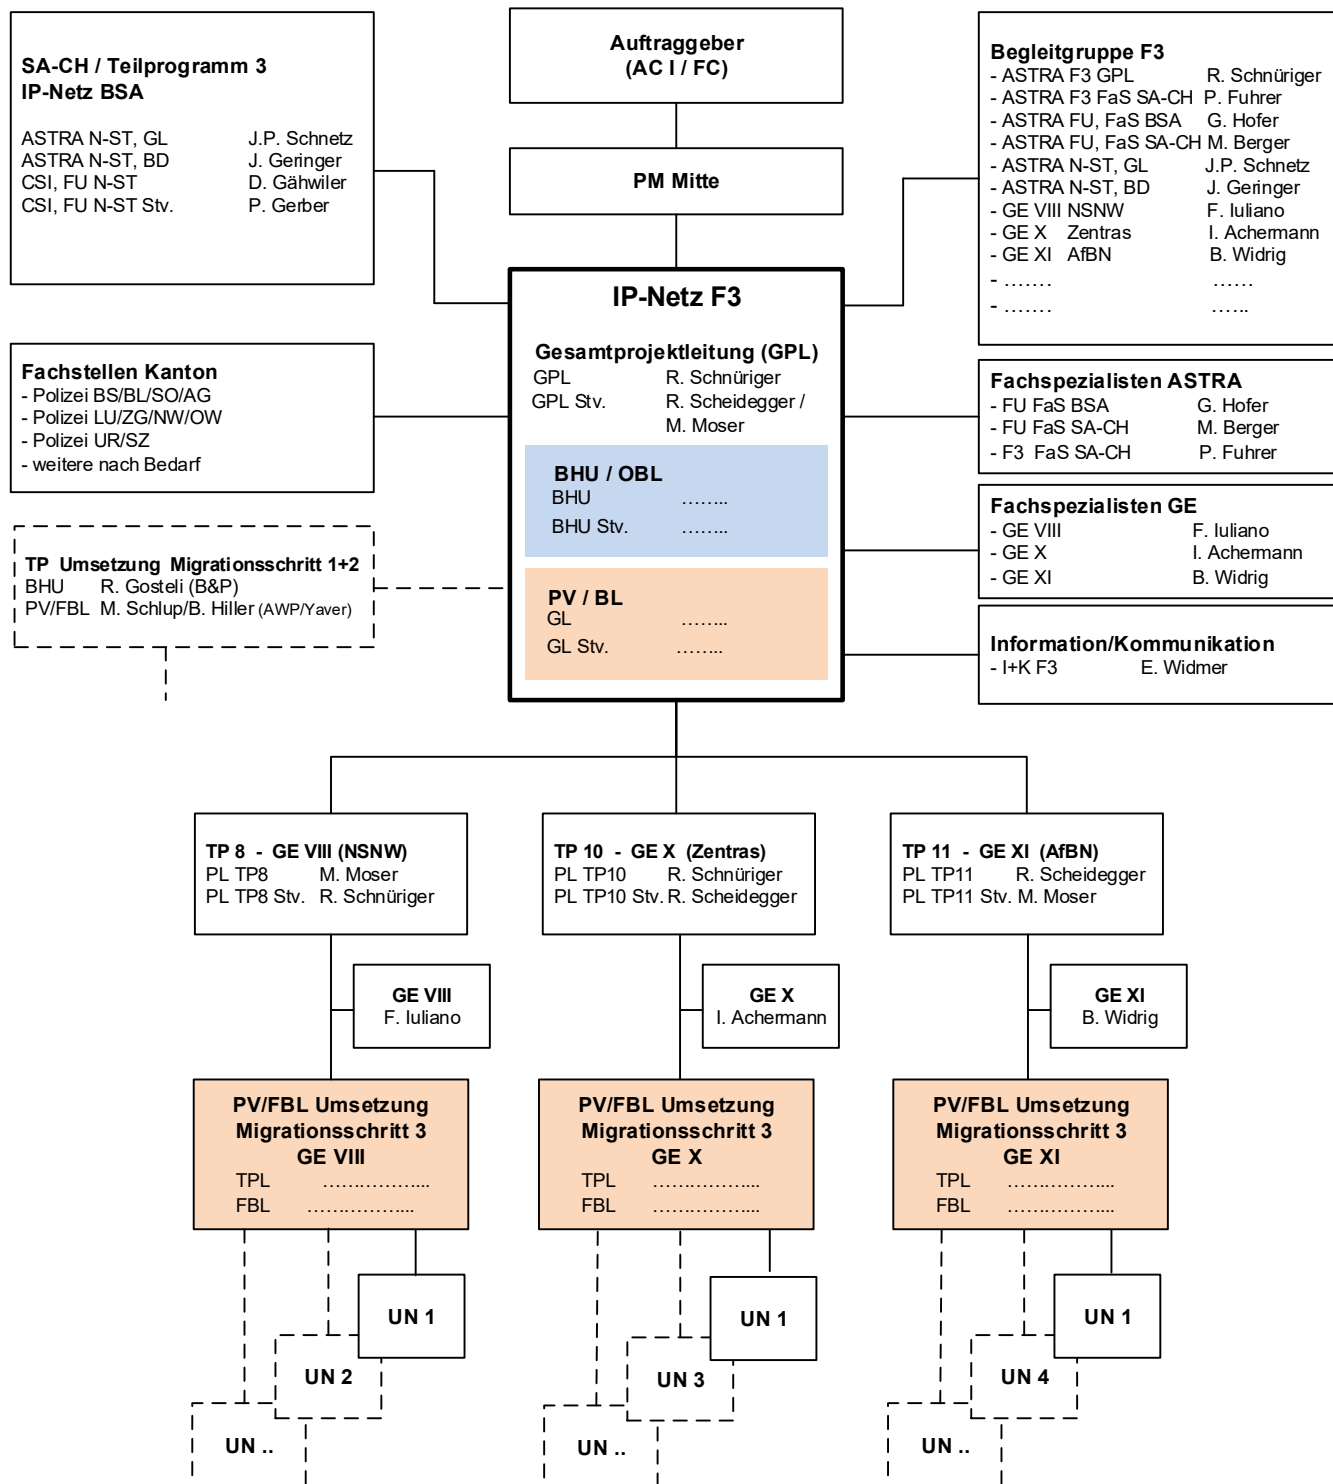 SA-CH / Teilprogramm 3
IP-Netz BSA
ASTRA N-ST, GL J.P. Schnetz
ASTRA N-ST, BD J. Geringer
CSI, FU N-ST D. Gähwiler
CSI, FU N-ST Stv. P. Gerber
Auftraggeber
(AC I / FC)
PM Mitte
Begleitgruppe F3
- ASTRA F3 GPL R. Schnüriger
- ASTRA F3 FaS SA-CH P. Fuhrer
- ASTRA FU, FaS BSA G. Hofer
- ASTRA FU, FaS SA-CH M. Berger
- ASTRA N-ST, GL J.P. Schnetz
- ASTRA N-ST, BD J. Geringer
- GE VIII NSNW F. Iuliano
- GE X Zentras I. Achermann
- GE XI AfBN B. Widrig
- ....... ......
- ....... ......
IP-Netz F3
Gesamtprojektleitung (GPL)
GPL R. Schnüriger
GPL Stv. R. Scheidegger /
M. Moser
BHU / OBL
BHU ........
BHU Stv. ........
PV / BL
GL ........
GL Stv. ........
Fachstellen Kanton
- Polizei BS/BL/SO/AG
- Polizei LU/ZG/NW/OW
- Polizei UR/SZ
- weitere nach Bedarf
Fachspezialisten ASTRA
- FU FaS BSA G. Hofer
- FU FaS SA-CH M. Berger
- F3 FaS SA-CH P. Fuhrer
Fachspezialisten GE
- GE VIII F. Iuliano
- GE X I. Achermann
- GE XI B. Widrig
TP Umsetzung Migrationsschritt 1+2
BHU R. Gosteli (B&P)
PV/FBL M. Schlup/B. Hiller (AWP/Yaver)
Information/Kommunikation
- I+K F3 E. Widmer
TP 8 - GE VIII (NSNW)
PL TP8 M. Moser
PL TP8 Stv. R. Schnüriger
TP 10 - GE X (Zentras)
PL TP10 R. Schnüriger
PL TP10 Stv. R. Scheidegger
TP 11 - GE XI (AfBN)
PL TP11 R. Scheidegger
PL TP11 Stv. M. Moser
GE VIII
F. Iuliano
GE X
I. Achermann
GE XI
B. Widrig
PV/FBL Umsetzung
Migrationsschritt 3
GE VIII
TPL ...................
FBL ...................
PV/FBL Umsetzung
Migrationsschritt 3
GE X
TPL ...................
FBL ...................
PV/FBL Umsetzung
Migrationsschritt 3
GE XI
TPL ...................
FBL ...................
UN 1
UN 2
UN ..
UN 1
UN 3
UN ..
UN 1
UN 4
UN ..